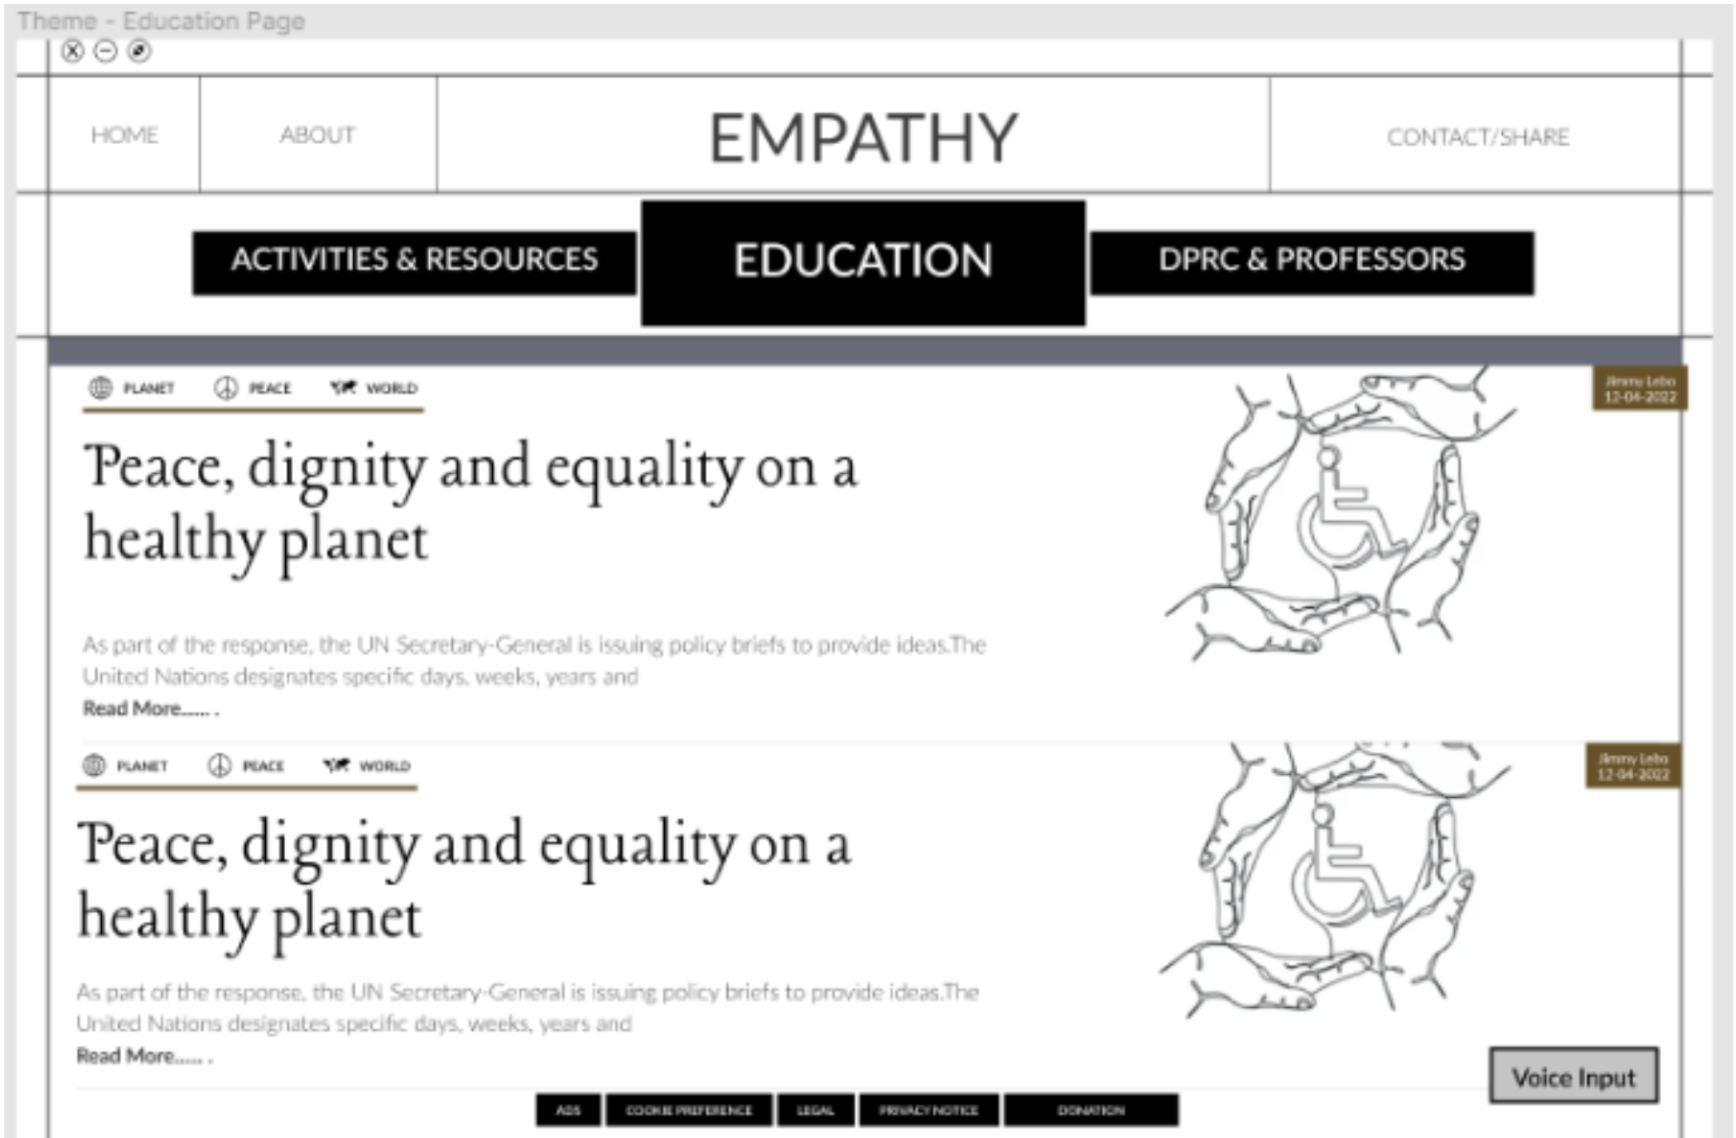 Theme - Education Page
HOME
ABOUT
EMPATHY
CONTACT/SHARE
ACTIVITIES & RESOURCES
EDUCATION
DPRC & PROFESSORS
PLANET PEACE WORLD
Jimmy Lebo
12-04-2022
Peace, dignity and equality on a
healthy planet
As part of the response, the UN Secretary-General is issuing policy briefs to provide ideas.The
United Nations designates specific days, weeks, years and
Read More...... .
PLANET PEACE WORLD
Jimmy Lebo
12-04-2022
Peace, dignity and equality on a
healthy planet
As part of the response, the UN Secretary-General is issuing policy briefs to provide ideas.The
United Nations designates specific days, weeks, years and
Read More...... .
Voice Input
ADS
COOKIE PREFERENCE
LEGAL
PRIVACY NOTICE
DONATION